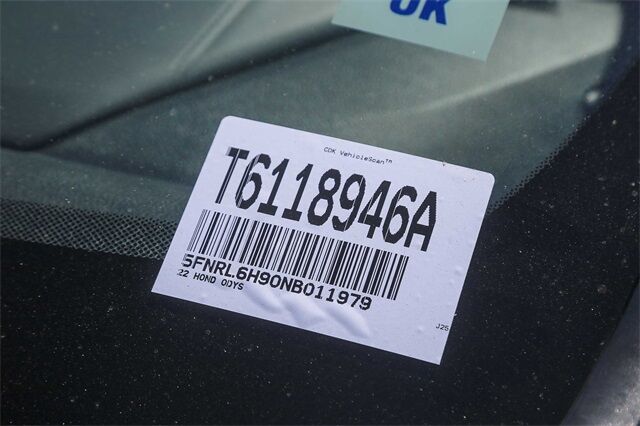 OK
CDK VehicleScan™
T6118946A
5FNRL6H90NB011979
22 HOND ODYS
J25